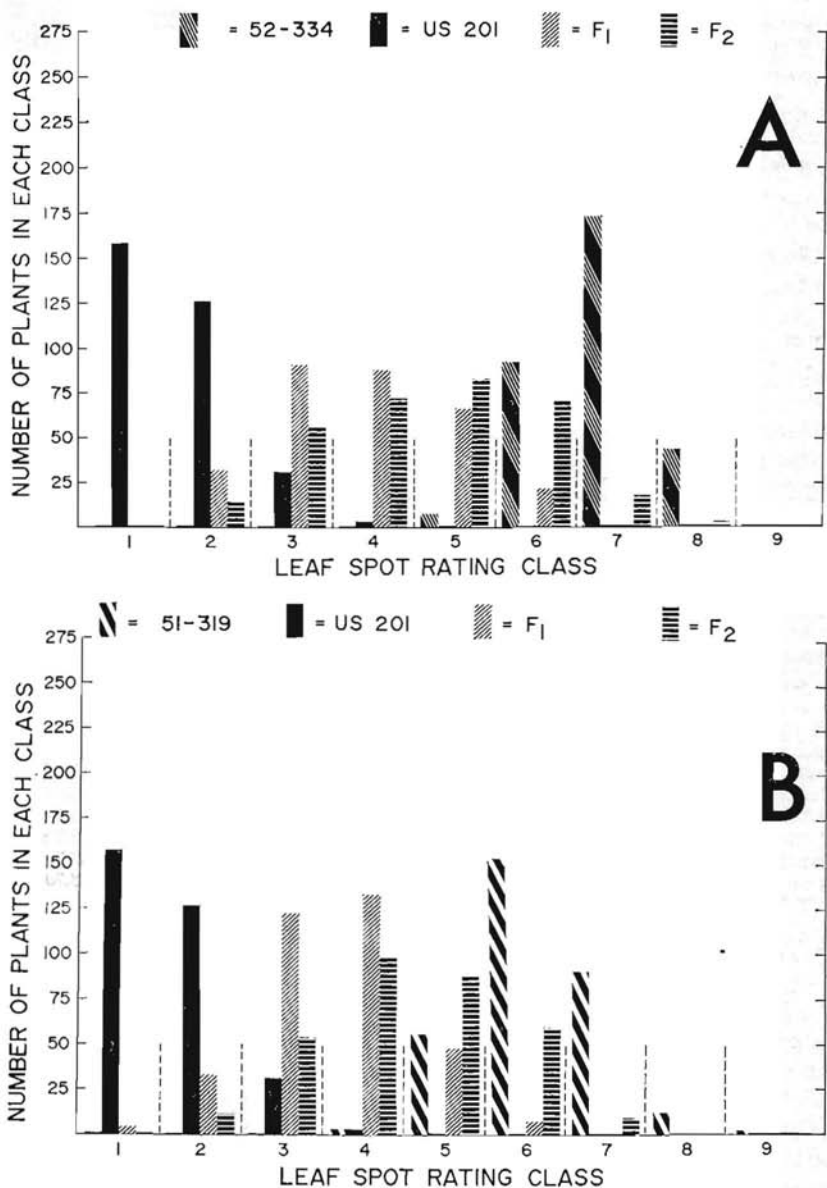 = 52-334 = US 201 = F1 = F2
A
NUMBER OF PLANTS IN EACH CLASS
275
250
225
200
175
150
125
100
75
50
25
1 2 3 4 5 6 7 8 9
LEAF SPOT RATING CLASS
= 51-319 = US 201 = F1 = F2
B
NUMBER OF PLANTS IN EACH CLASS
275
250
225
200
175
150
125
100
75
50
25
1 2 3 4 5 6 7 8 9
LEAF SPOT RATING CLASS